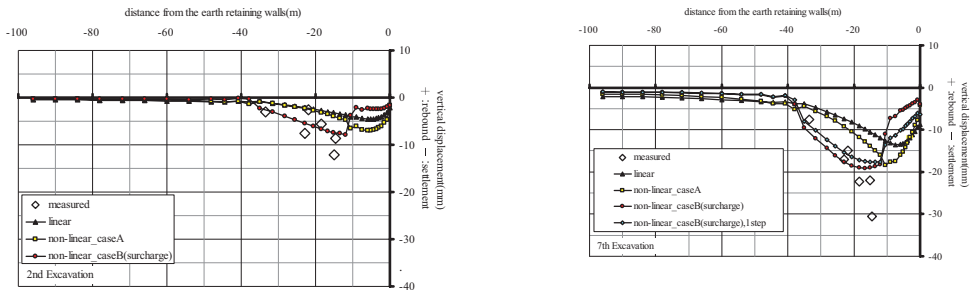 distance from the earth retaining walls(m)
-100 -80 -60 -40 -20 0
10
0
-10
-20
-30
-40
vertical displacement(mm)
+ :rebound − :settlement
measured
linear
non-linear_caseA
non-linear_caseB(surcharge)
2nd Excavation
distance from the earth retaining walls(m)
-100 -80 -60 -40 -20 0
10
0
-10
-20
-30
-40
vertical displacement(mm)
+ :rebound − :settlement
measured
linear
non-linear_caseA
non-linear_caseB(surcharge)
non-linear_caseB(surcharge),1step
7th Excavation